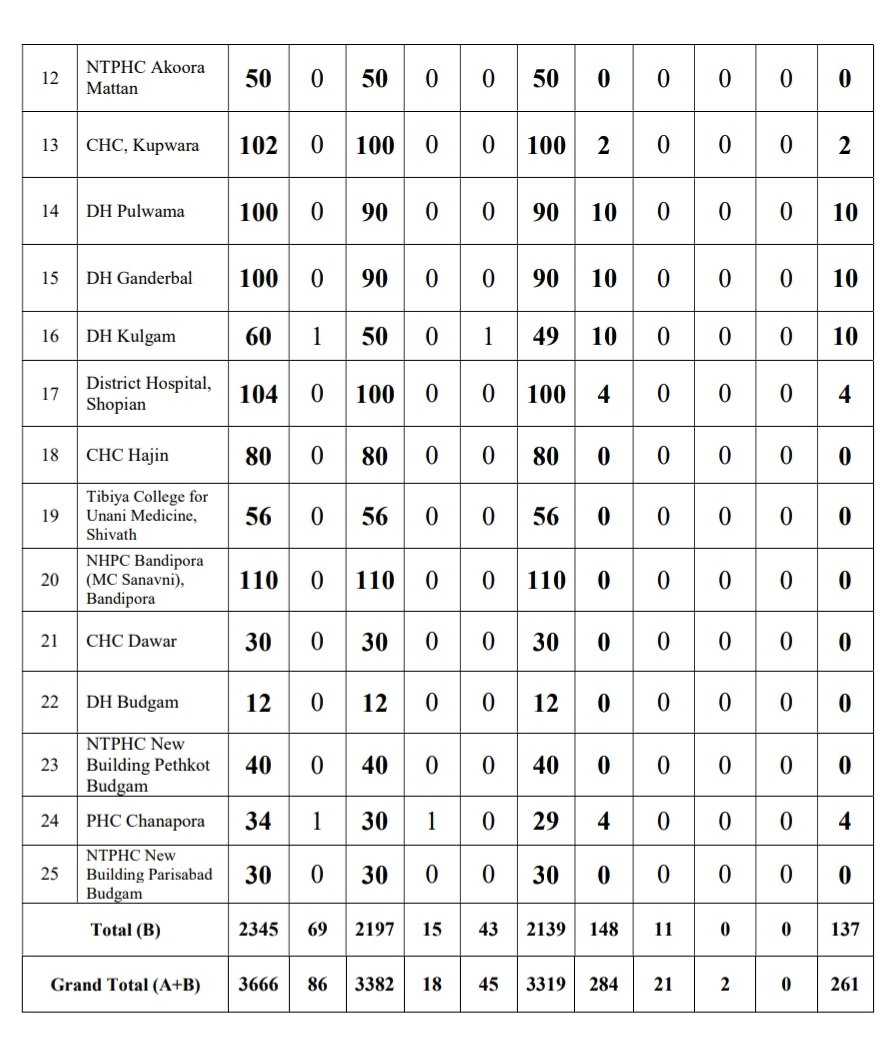 12 NTPHC Akoora Mattan 50 0 50 0 0 50 0 0 0 0 0
13 CHC, Kupwara 102 0 100 0 0 100 2 0 0 0 2
14 DH Pulwama 100 0 90 0 0 90 10 0 0 0 10
15 DH Ganderbal 100 0 90 0 0 90 10 0 0 0 10
16 DH Kulgam 60 1 50 0 1 49 10 0 0 0 10
17 District Hospital, Shopian 104 0 100 0 0 100 4 0 0 0 4
18 CHC Hajin 80 0 80 0 0 80 0 0 0 0 0
19 Tibiya College for Unani Medicine, Shivath 56 0 56 0 0 56 0 0 0 0 0
20 NHPC Bandipora (MC Sanavni), Bandipora 110 0 110 0 0 110 0 0 0 0 0
21 CHC Dawar 30 0 30 0 0 30 0 0 0 0 0
22 DH Budgam 12 0 12 0 0 12 0 0 0 0 0
23 NTPHC New Building Pethkot Budgam 40 0 40 0 0 40 0 0 0 0 0
24 PHC Chanapora 34 1 30 1 0 29 4 0 0 0 4
25 NTPHC New Building Parisabad Budgam 30 0 30 0 0 30 0 0 0 0 0
Total (B) 2345 69 2197 15 43 2139 148 11 0 0 137
Grand Total (A+B) 3666 86 3382 18 45 3319 284 21 2 0 261